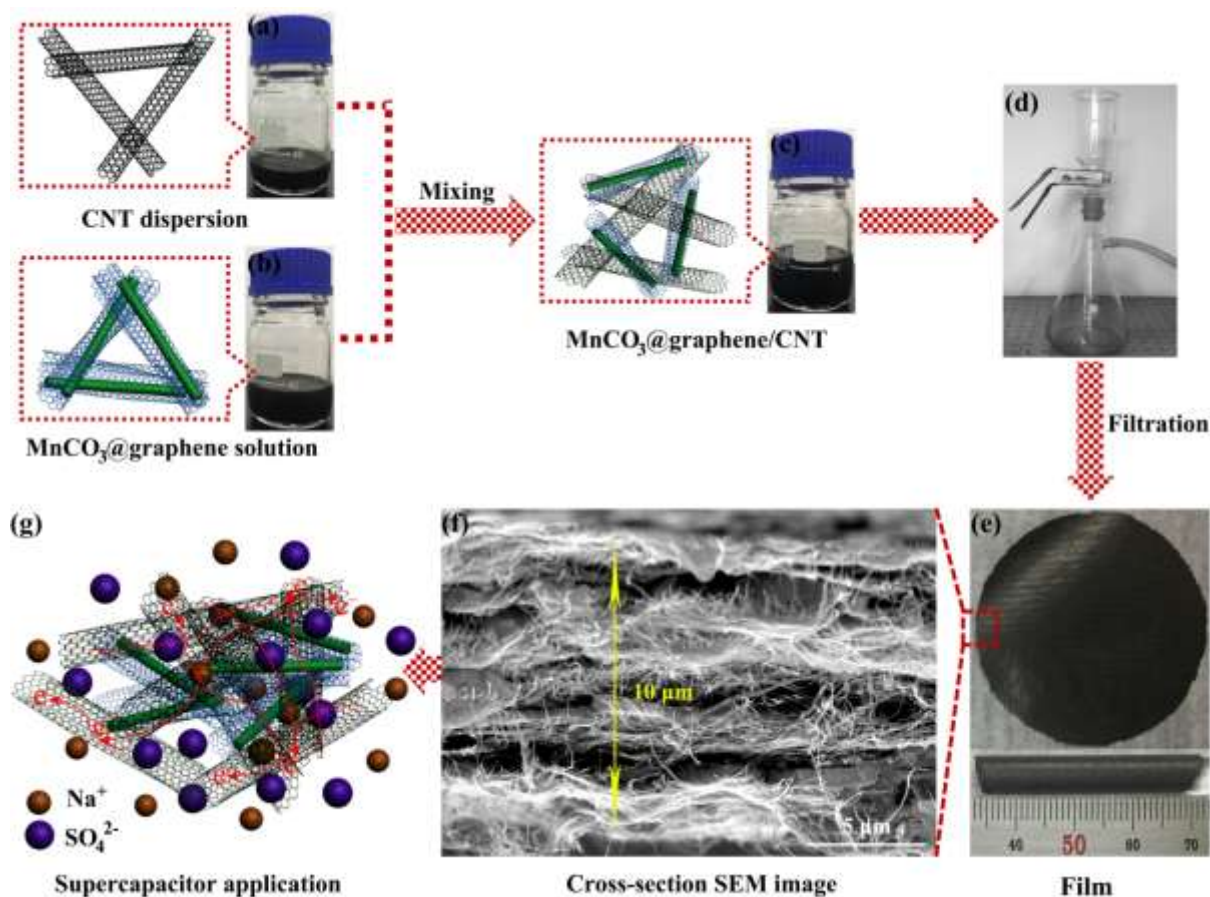 (a)
CNT dispersion
(b)
MnCO₃@graphene solution
Mixing
(c)
MnCO₃@graphene/CNT
(d)
Filtration
(e)
40 50 60 70
Film
(f)
10 μm
5 μm
Cross-section SEM image
(g)
Na⁺
SO₄²⁻
Supercapacitor application